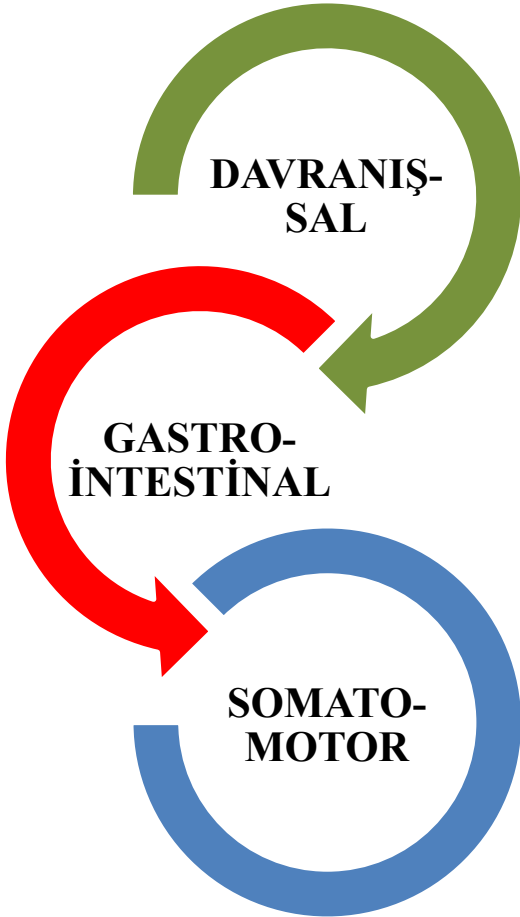 DAVRANIŞ-
SAL
GASTRO-
İNTESTİNAL
SOMATO-
MOTOR